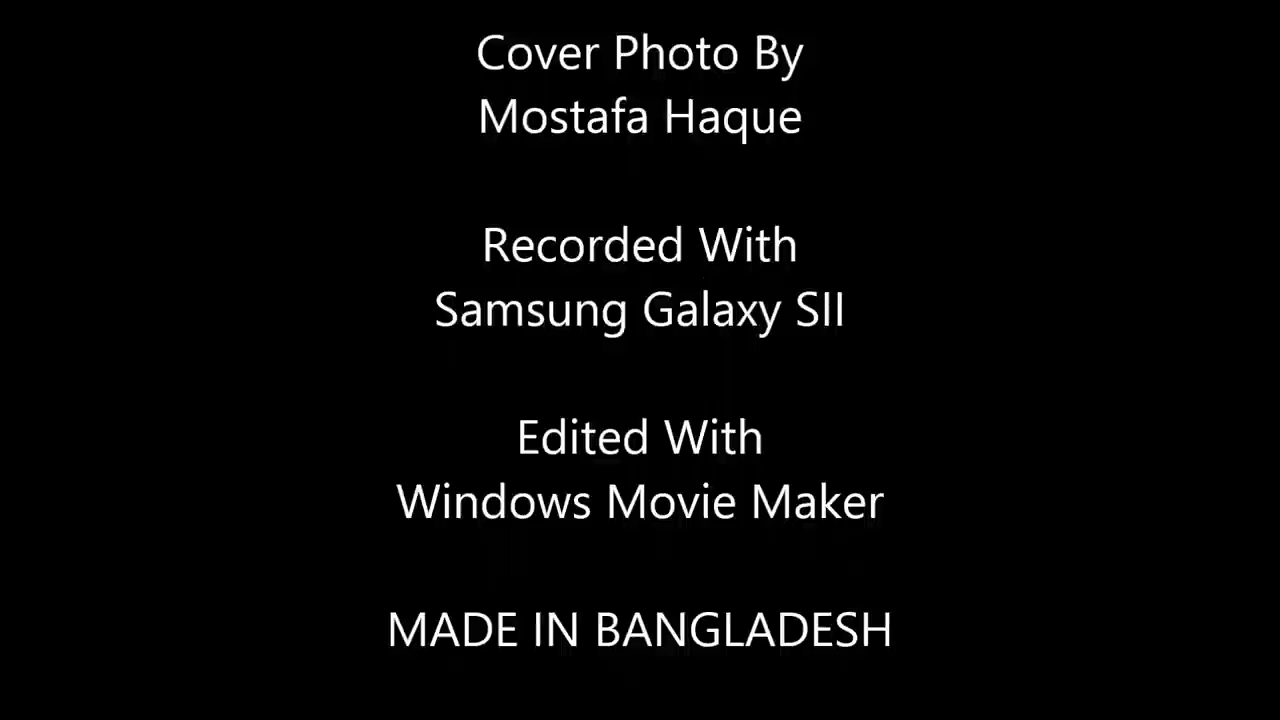 Cover Photo By
Mostafa Haque
Recorded With
Samsung Galaxy SII
Edited With
Windows Movie Maker
MADE IN BANGLADESH